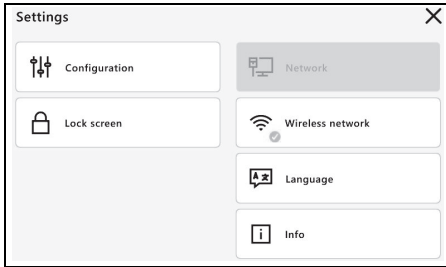 Settings
Configuration
Network
Lock screen
Wireless network
Language
Info